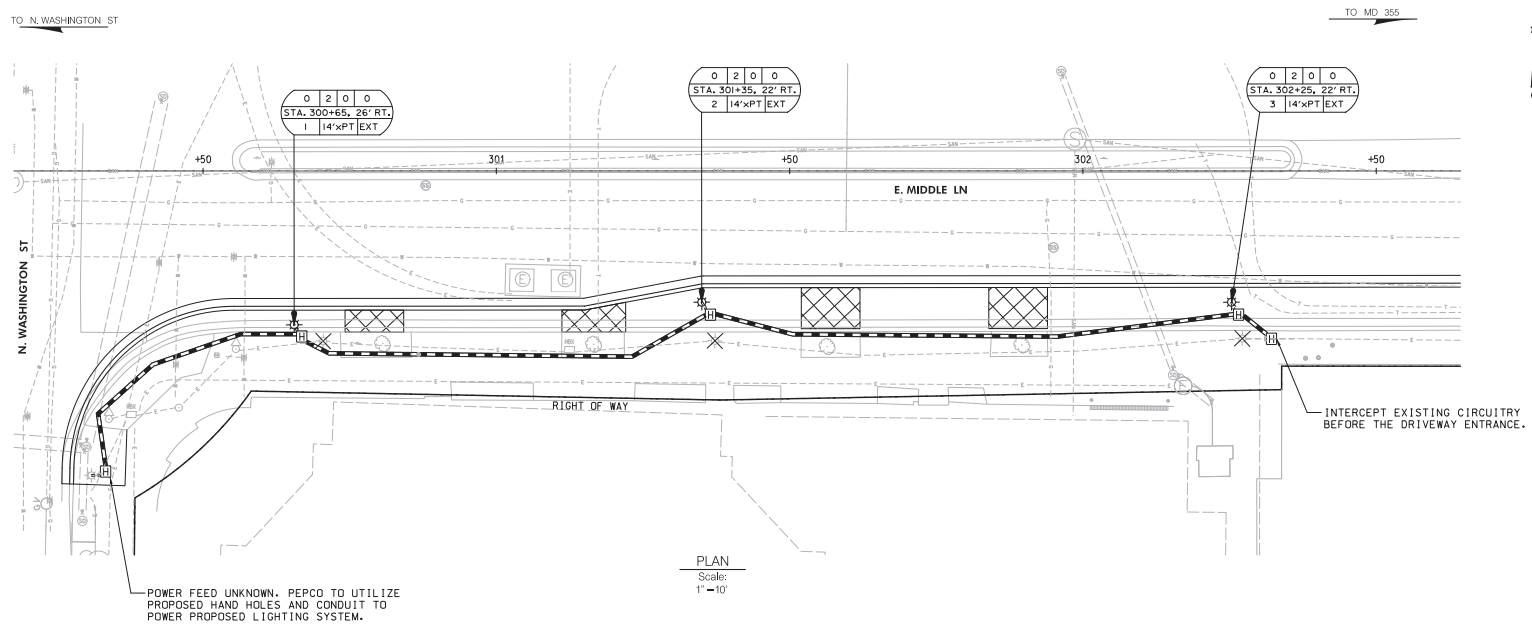 TO N. WASHINGTON ST
TO MD 355
0 2 0 0
STA. 300+65, 26' RT.
1 14'xPT EXT
0 2 0 0
STA. 301+35, 22' RT.
2 14'xPT EXT
0 2 0 0
STA. 302+25, 22' RT.
3 14'xPT EXT
+50
301
+50
302
+50
E. MIDDLE LN
N. WASHINGTON ST
RIGHT OF WAY
INTERCEPT EXISTING CIRCUITRY
BEFORE THE DRIVEWAY ENTRANCE.
POWER FEED UNKNOWN. PEPCO TO UTILIZE
PROPOSED HAND HOLES AND CONDUIT TO
POWER PROPOSED LIGHTING SYSTEM.
PLAN
Scale:
1"=10'